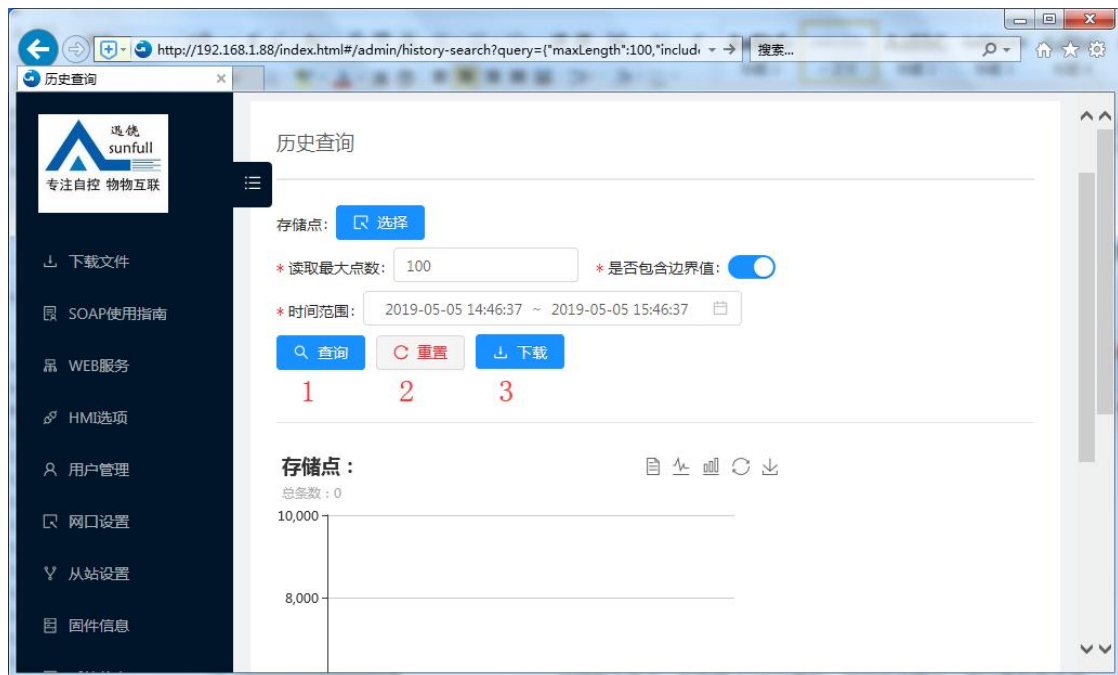 http://192.168.1.88/index.html#/admin/history-search?query={"maxLength":100,"includ
搜索...
历史查询
迅饶
sunfull
专注自控 物物互联
下载文件
SOAP使用指南
WEB服务
HMI选项
用户管理
网口设置
从站设置
固件信息
历史查询
存储点: 选择
* 读取最大点数: 100 * 是否包含边界值:
* 时间范围: 2019-05-05 14:46:37 ~ 2019-05-05 15:46:37
查询 重置 下载
1 2 3
存储点：
总条数：0
10,000
8,000